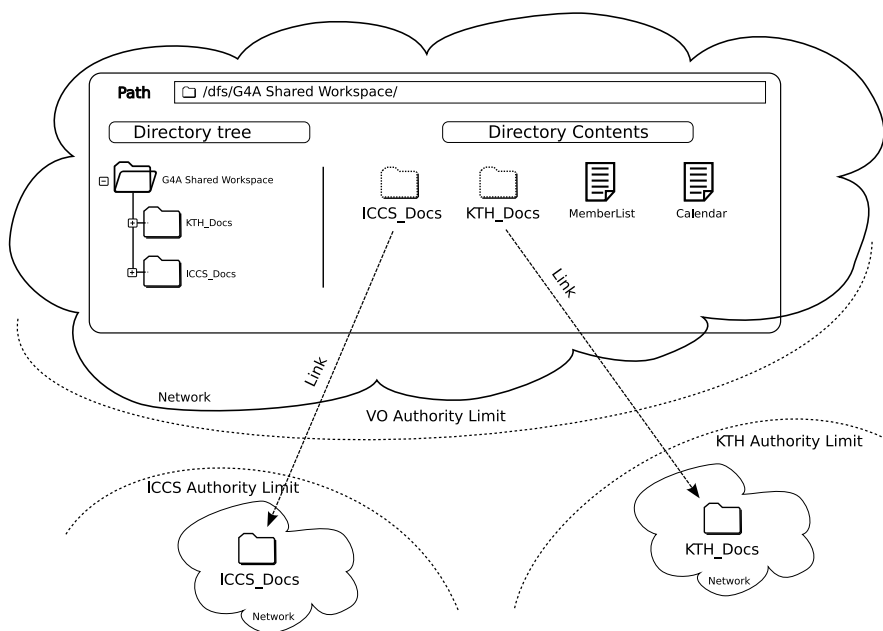 Path
/dfs/G4A Shared Workspace/
Directory tree
Directory Contents
G4A Shared Workspace
KTH_Docs
ICCS_Docs
ICCS_Docs
KTH_Docs
MemberList
Calendar
Link
Link
Network
VO Authority Limit
KTH Authority Limit
ICCS Authority Limit
KTH_Docs
Network
ICCS_Docs
Network